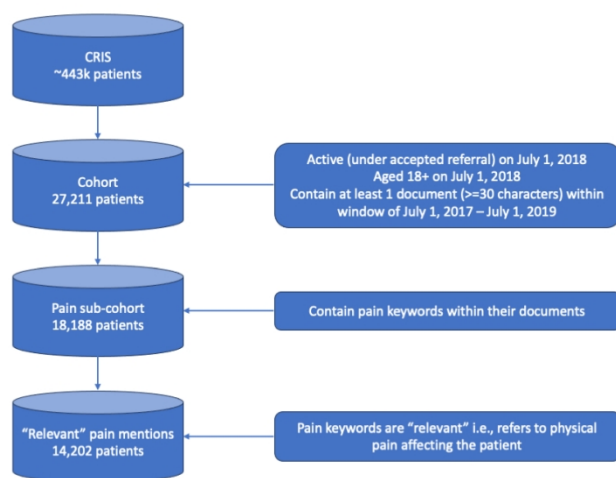 CRIS
~443k patients
Cohort
27,211 patients
Active (under accepted referral) on July 1, 2018
Aged 18+ on July 1, 2018
Contain at least 1 document (>=30 characters) within
window of July 1, 2017 – July 1, 2019
Pain sub-cohort
18,188 patients
Contain pain keywords within their documents
“Relevant” pain mentions
14,202 patients
Pain keywords are “relevant” i.e., refers to physical
pain affecting the patient